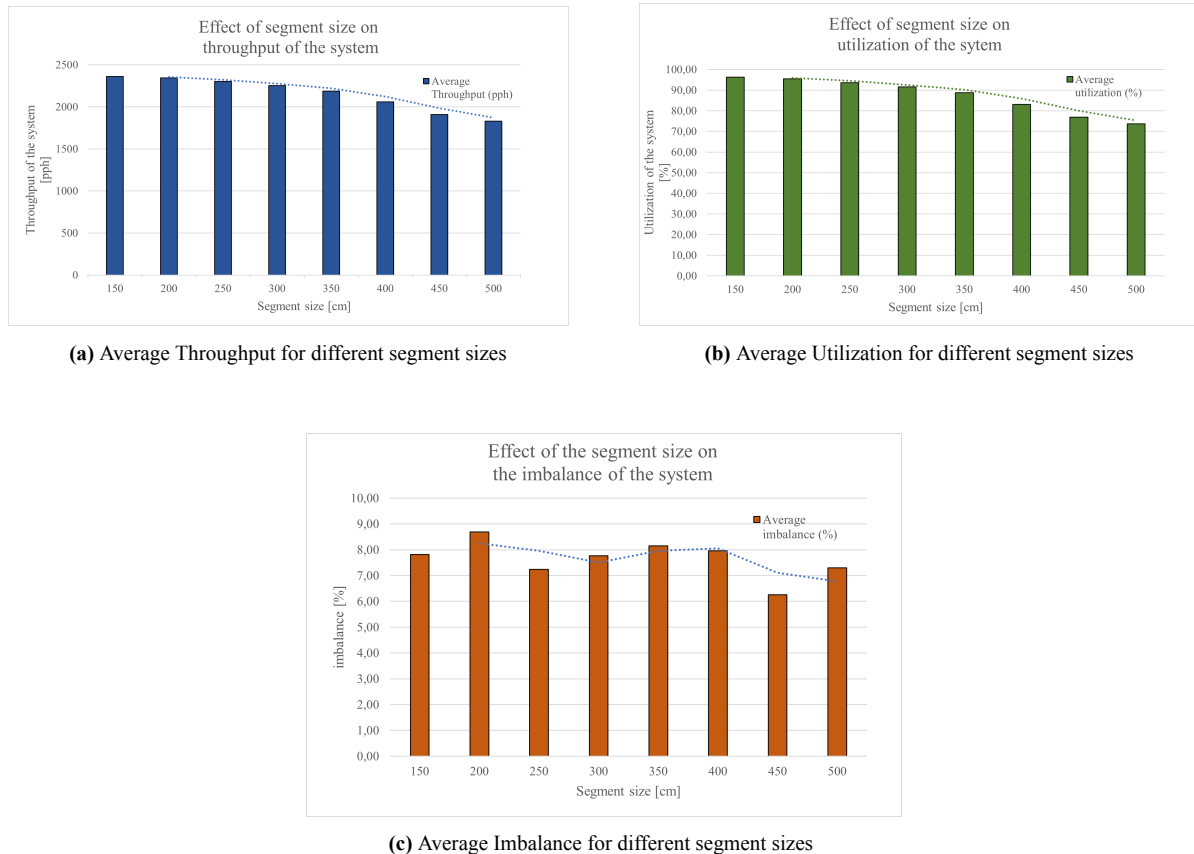 Effect of segment size on
throughput of the system
2500
2000
1500
1000
500
0
Throughput of the system
[pph]
Average
Throughput (pph)
150 200 250 300 350 400 450 500
Segment size [cm]
(a) Average Throughput for different segment sizes
Effect of segment size on
utilization of the sytem
100,00
90,00
80,00
70,00
60,00
50,00
40,00
30,00
20,00
10,00
0,00
Utilization of the system
[%]
Average
utilization (%)
150 200 250 300 350 400 450 500
Segment size [cm]
(b) Average Utilization for different segment sizes
Effect of the segment size on
the imbalance of the system
10,00
9,00
8,00
7,00
6,00
5,00
4,00
3,00
2,00
1,00
0,00
imbalance [%]
Average
imbalance (%)
150 200 250 300 350 400 450 500
Segment size [cm]
(c) Average Imbalance for different segment sizes